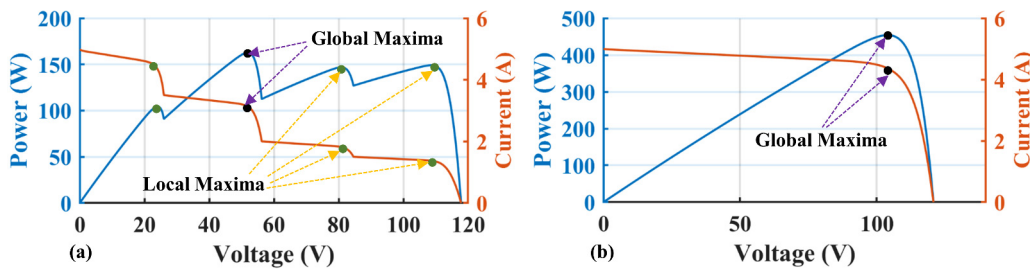 200
150
100
50
0
Power (W)
0
20
40
60
80
100
120
Voltage (V)
6
4
2
0
Current (A)
Global Maxima
Local Maxima
(a)
500
400
300
200
100
0
Power (W)
0
50
100
Voltage (V)
6
4
2
0
Current (A)
Global Maxima
(b)